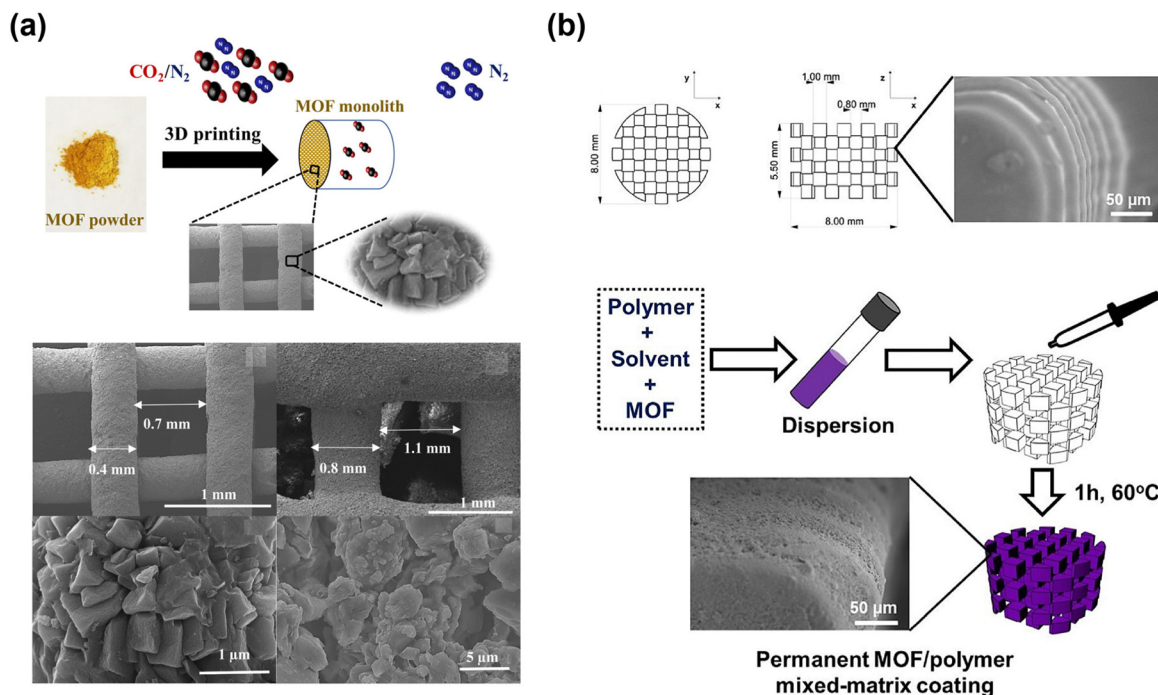 (a)
CO2/N2
N
N
N
N
N
N
N2
N
N
N
N
N
N
N
N
MOF monolith
3D printing
MOF powder
0.7 mm
0.4 mm
1 mm
1.1 mm
0.8 mm
1 mm
1 μm
5 μm
(b)
y
x
8.00 mm
1.00 mm
0.80 mm
z
x
5.50 mm
8.00 mm
50 μm
Polymer
+
Solvent
+
MOF
Dispersion
1h, 60°C
50 μm
Permanent MOF/polymer
mixed-matrix coating